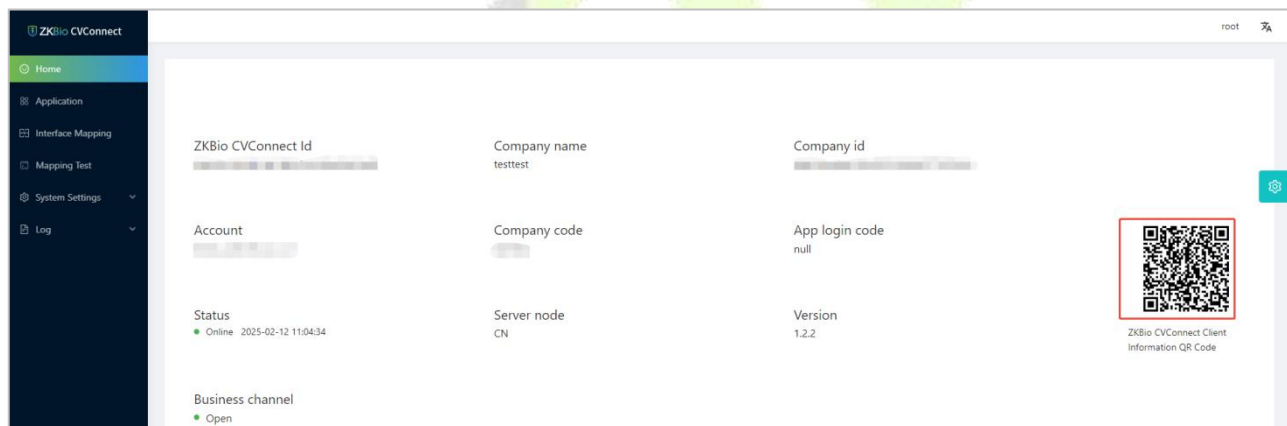 ZKBio CVConnect
root
Home
Application
Interface Mapping
Mapping Test
System Settings
Log
ZKBio CVConnect Id
Company name
testtest
Company id
Account
Company code
App login code
null
Status
Online 2025-02-12 11:04:34
Server node
CN
Version
1.2.2
ZKBio CVConnect Client
Information QR Code
Business channel
Open